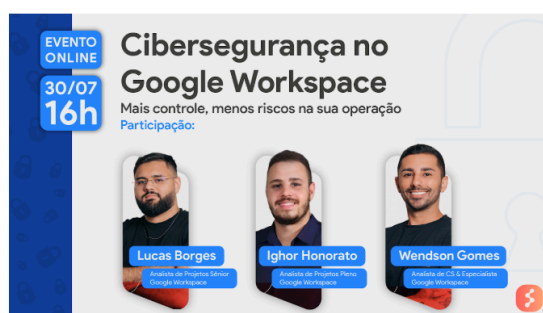 EVENTO
ONLINE
30/07
16h
Cibersegurança no
Google Workspace
Mais controle, menos riscos na sua operação
Participação:
Lucas Borges
Analista de Projetos Sênior
Google Workspace
Ighor Honorato
Analista de Projetos Pleno
Google Workspace
Wendson Gomes
Analista de CS & Especialista
Google Workspace